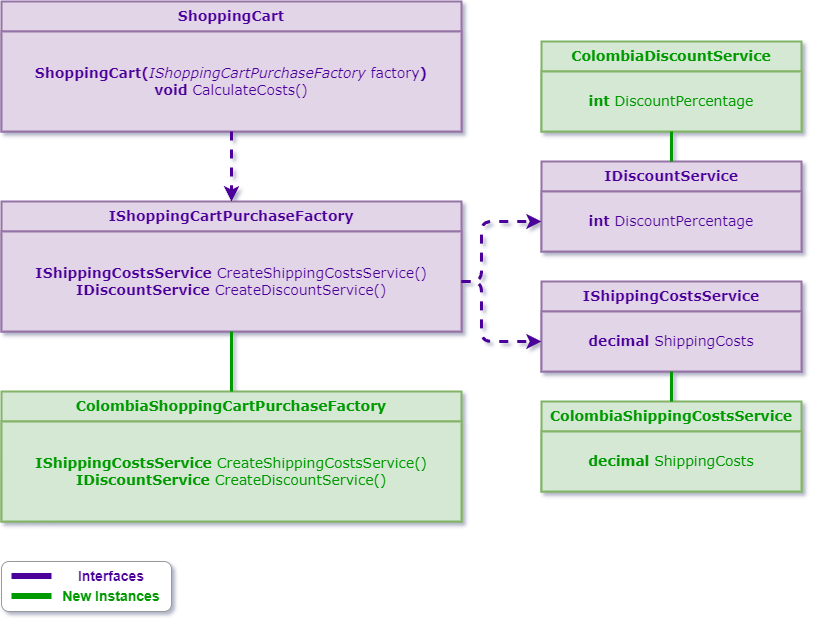 ShoppingCart
ShoppingCart(IShoppingCartPurchaseFactory factory)
void CalculateCosts()
IShoppingCartPurchaseFactory
IShippingCostsService CreateShippingCostsService()
IDiscountService CreateDiscountService()
ColombiaShoppingCartPurchaseFactory
IShippingCostsService CreateShippingCostsService()
IDiscountService CreateDiscountService()
ColombiaDiscountService
int DiscountPercentage
IDiscountService
int DiscountPercentage
IShippingCostsService
decimal ShippingCosts
ColombiaShippingCostsService
decimal ShippingCosts
Interfaces
New Instances